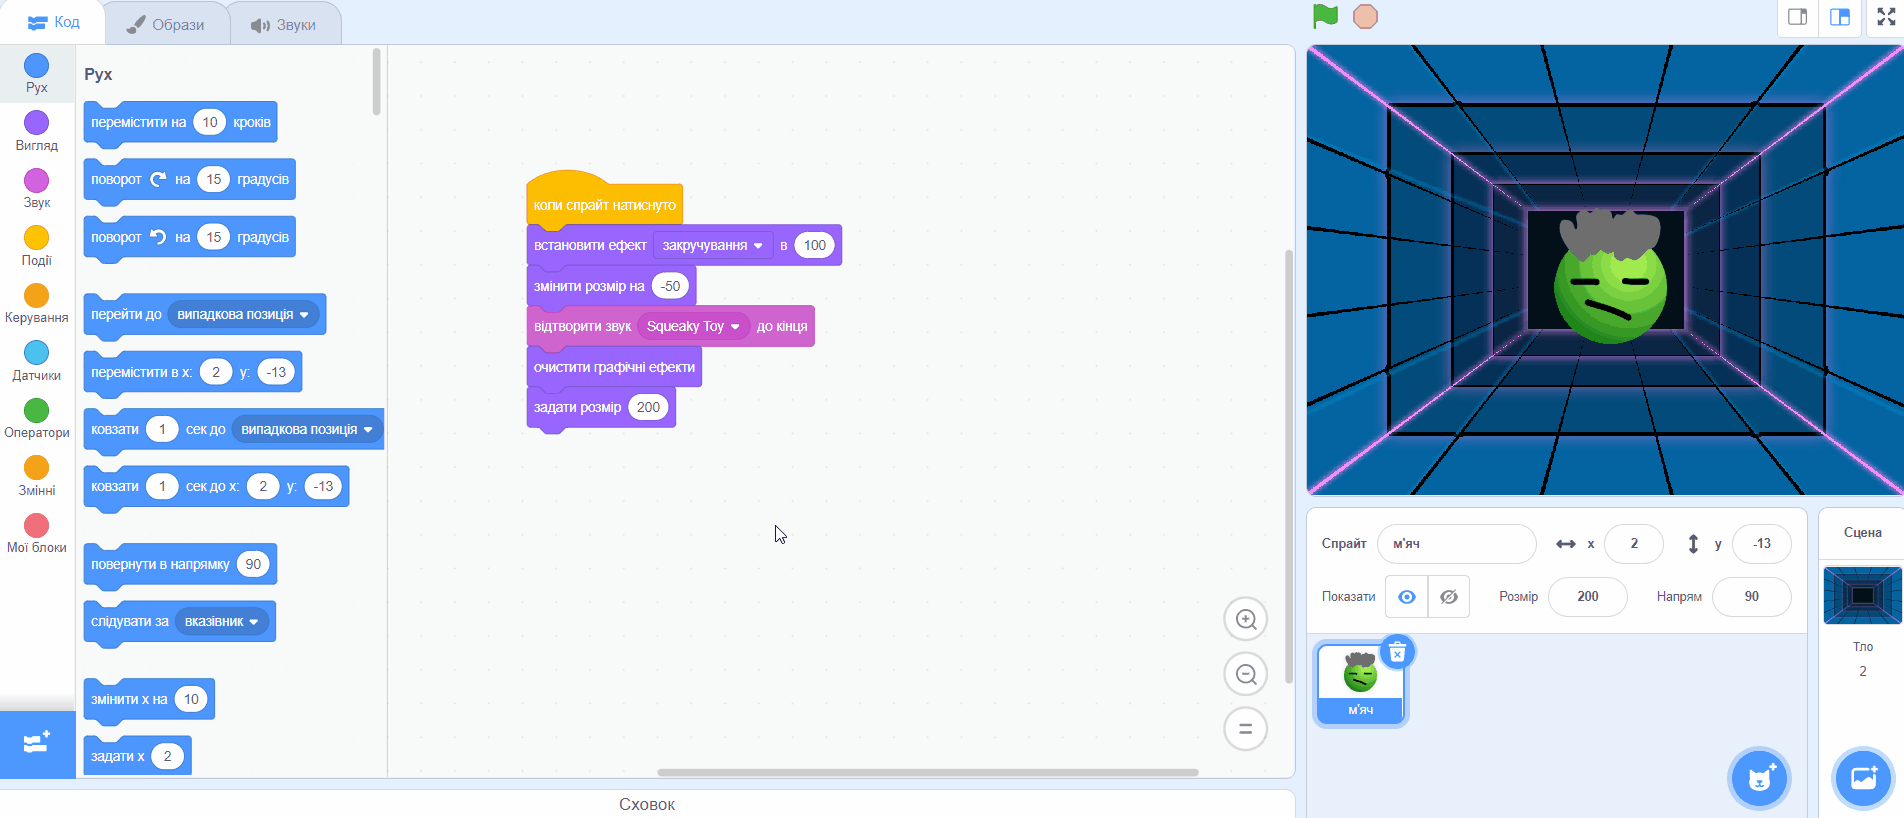 Код
Образи
Звуки
Рух
Вигляд
Звук
Події
Керування
Датчики
Оператори
Змінні
Мої блоки
Рух
перемістити на 10 кроків
поворот на 15 градусів
поворот на 15 градусів
перейти до випадкова позиція
перемістити в x: 2 y: -13
ковзати 1 сек до випадкова позиція
ковзати 1 сек до x: 2 y: -13
повернути в напрямку 90
слідувати за вказівник
змінити x на 10
задати x 2
коли спрайт натиснуто
встановити ефект закручування в 100
змінити розмір на -50
відтворити звук Squeaky Toy до кінця
очистити графічні ефекти
задати розмір 200
Сховок
Спрайт м'яч x 2 y -13
Показати Розмір 200 Напрям 90
м'яч
Сцена
Тло
2